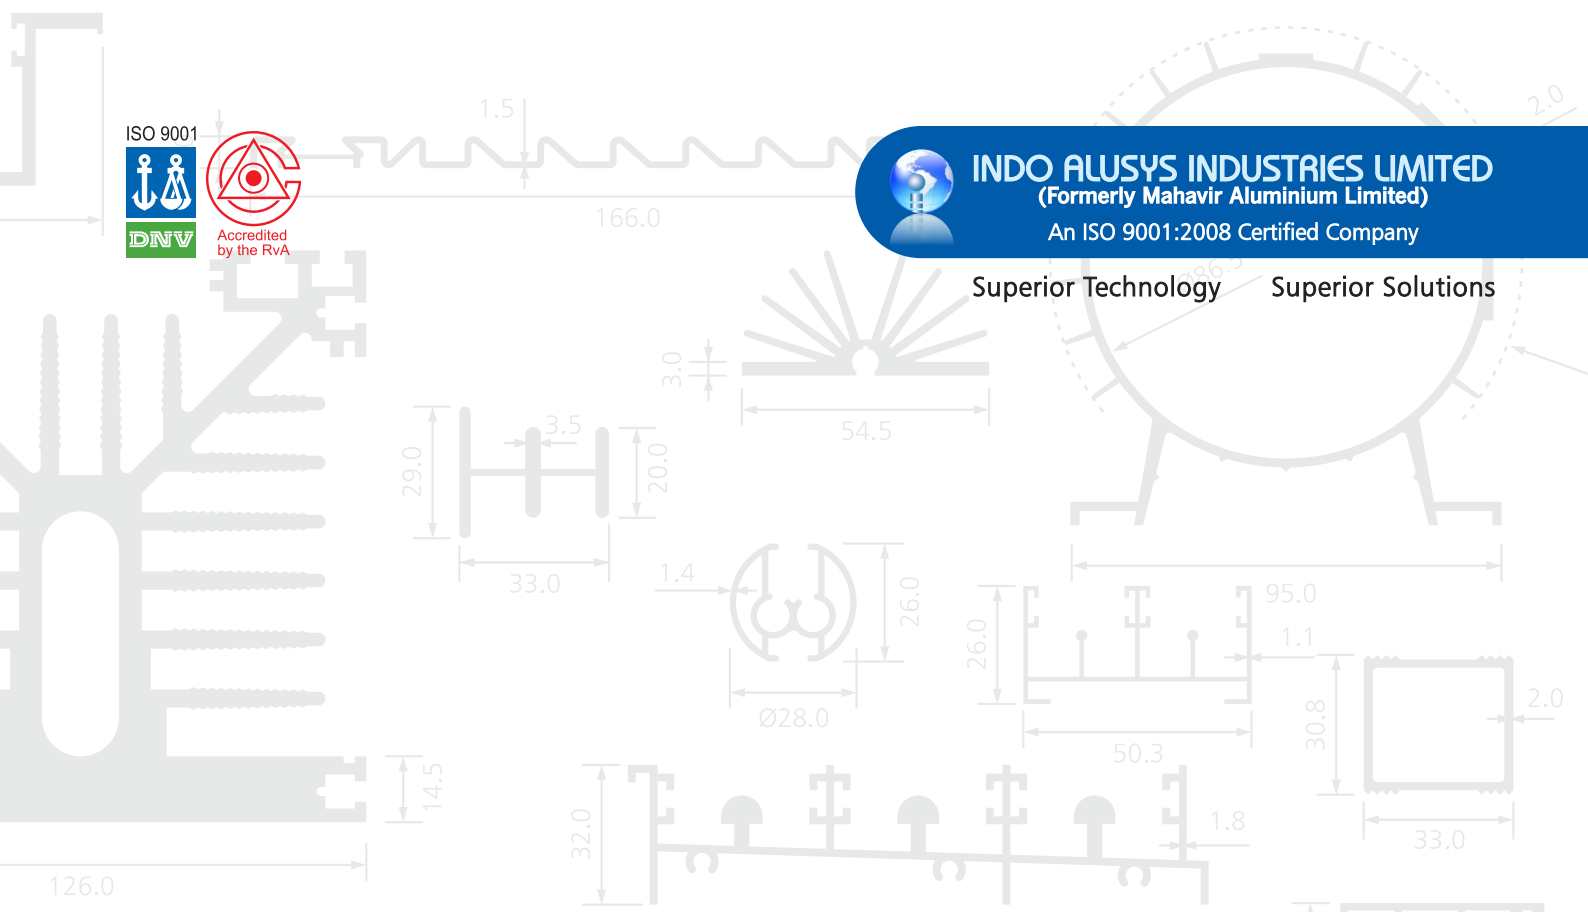 1.5
2.0
ISO 9001
DNV
Accredited
by the RvA
166.0
INDO ALUSYS INDUSTRIES LIMITED
(Formerly Mahavir Aluminium Limited)
An ISO 9001:2008 Certified Company
Ø86.5
Superior Technology Superior Solutions
3.0
54.5
3.5
29.0
20.0
33.0
1.4
26.0
Ø28.0
95.0
26.0
1.1
50.3
30.8
2.0
33.0
14.5
32.0
1.8
126.0